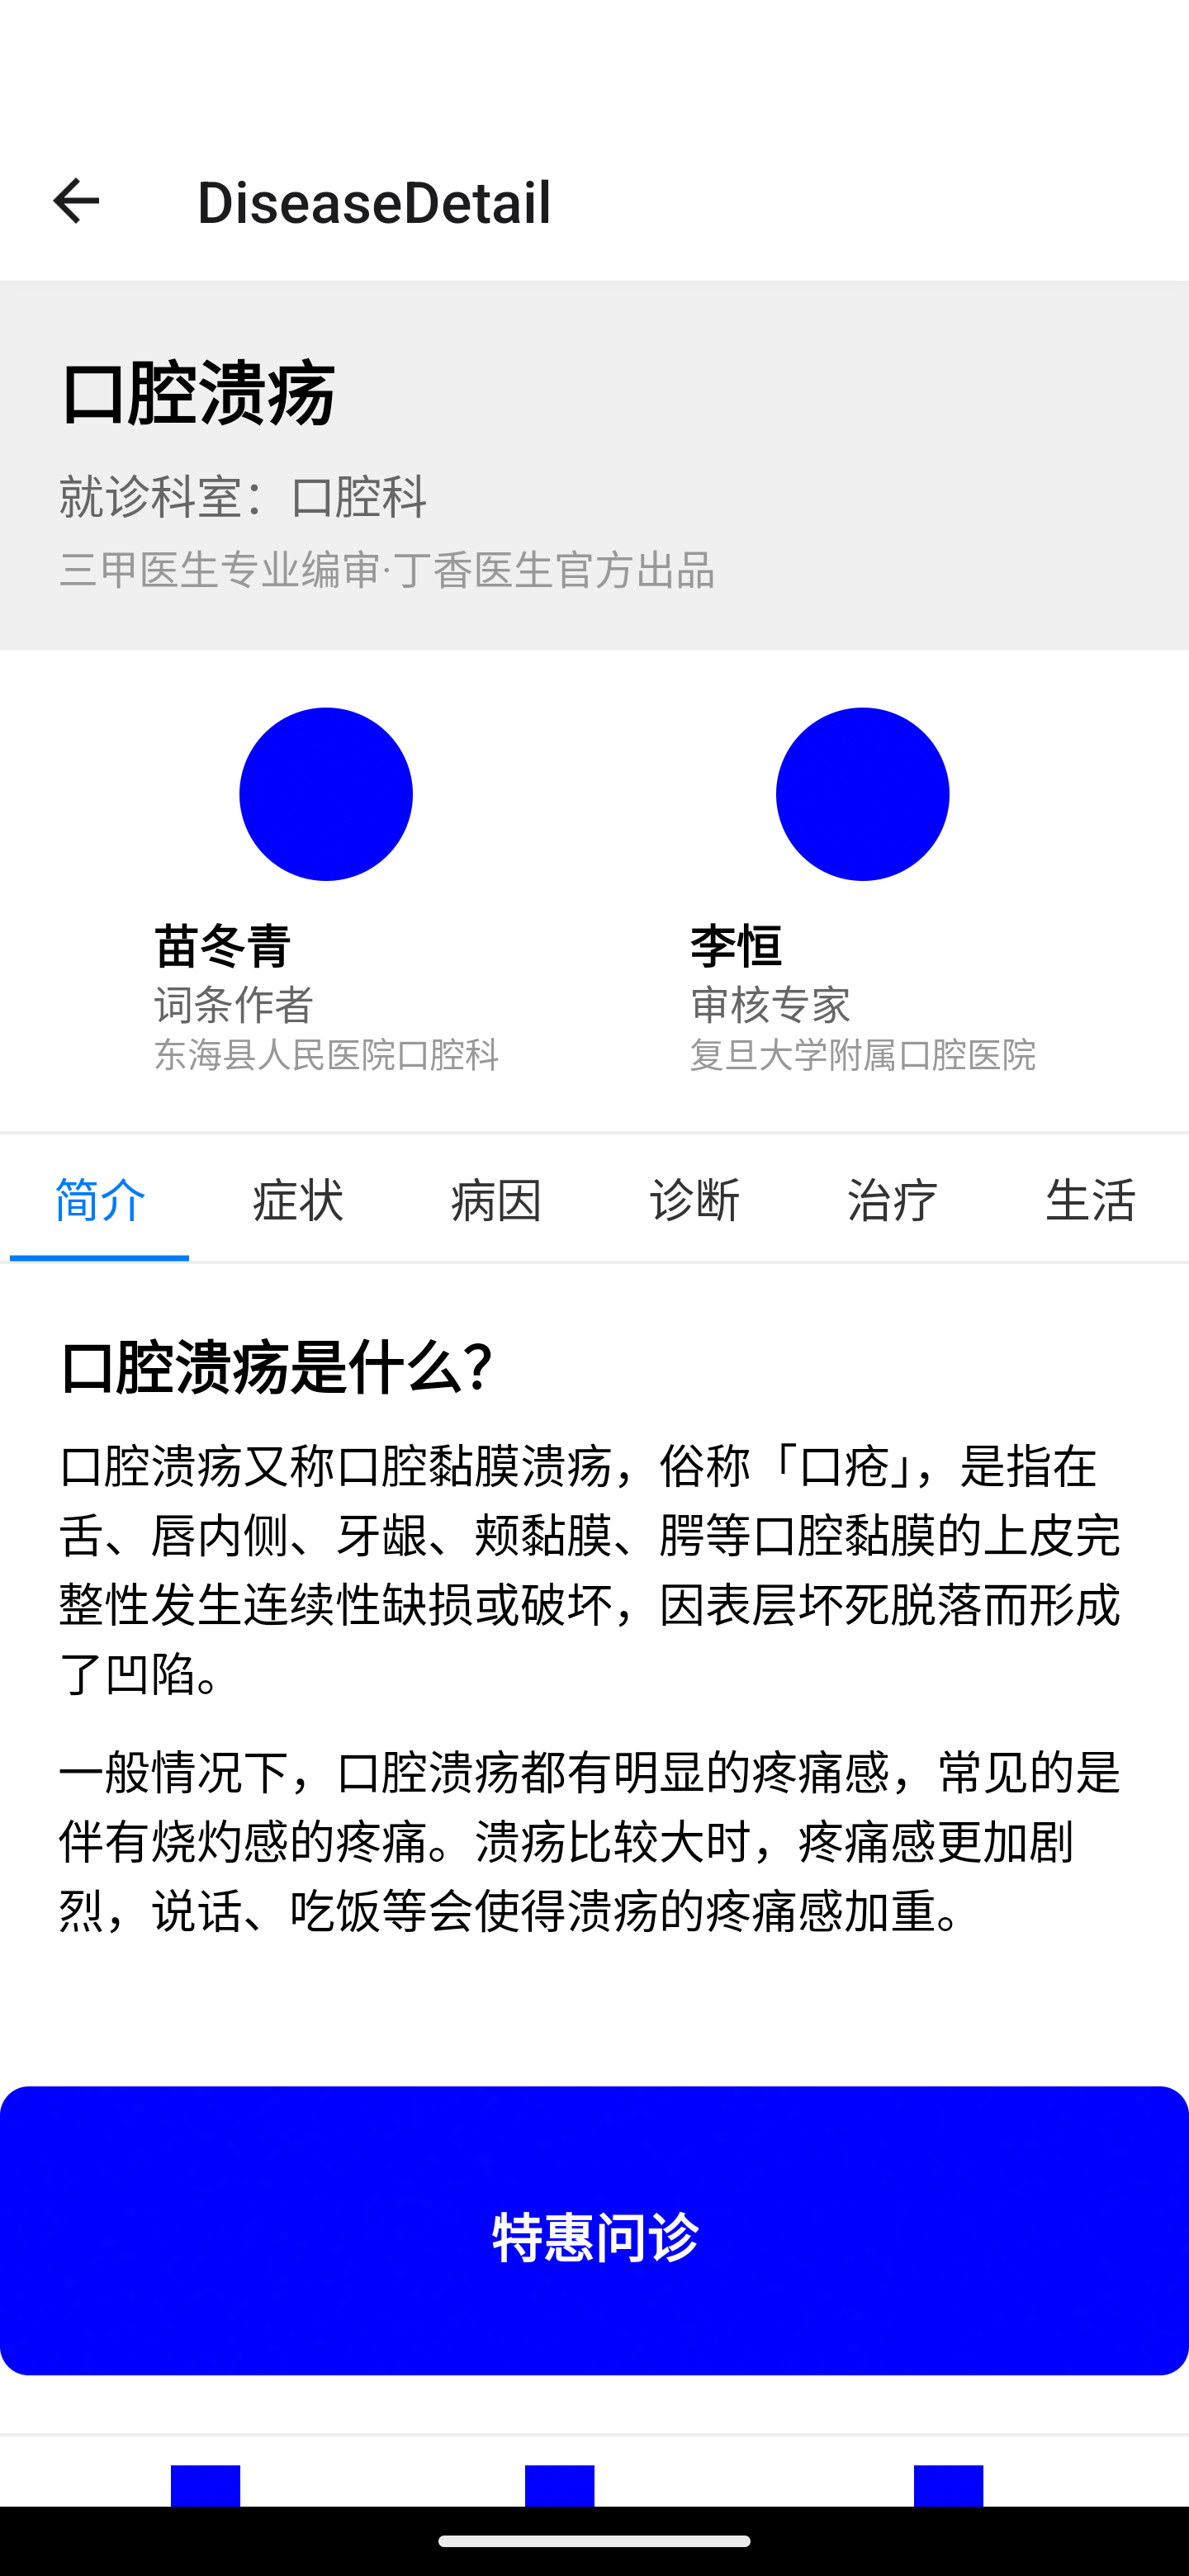 DiseaseDetail
口腔溃疡
就诊科室：口腔科
三甲医生专业编审·丁香医生官方出品
苗冬青
词条作者
东海县人民医院口腔科
李恒
审核专家
复旦大学附属口腔医院
简介 症状 病因 诊断 治疗 生活
口腔溃疡是什么？
口腔溃疡又称口腔黏膜溃疡，俗称「口疮」，是指在
舌、唇内侧、牙龈、颊黏膜、腭等口腔黏膜的上皮完
整性发生连续性缺损或破坏，因表层坏死脱落而形成
了凹陷。
一般情况下，口腔溃疡都有明显的疼痛感，常见的是
伴有烧灼感的疼痛。溃疡比较大时，疼痛感更加剧
烈，说话、吃饭等会使得溃疡的疼痛感加重。
特惠问诊